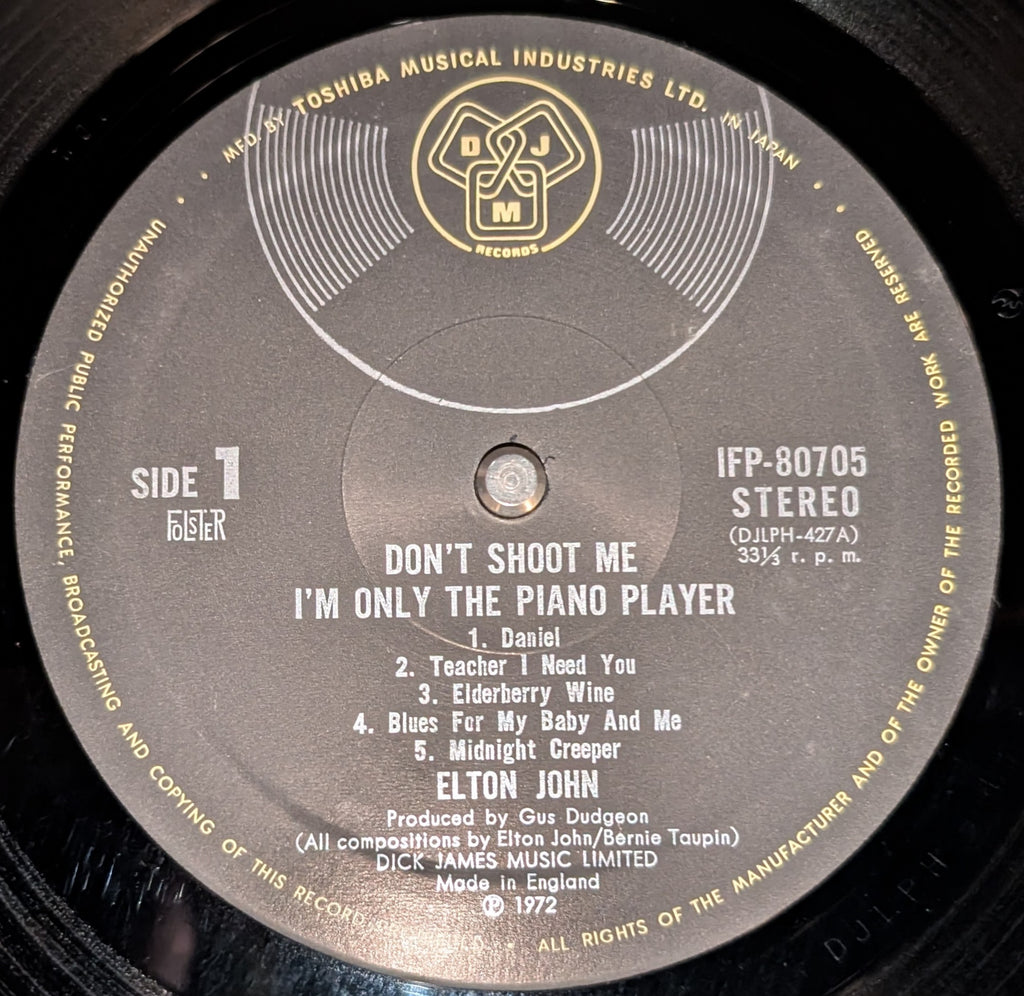 MFD. BY TOSHIBA MUSICAL INDUSTRIES LTD. IN JAPAN
D J
M
RECORDS
SIDE 1
FOLSTER
IFP-80705
STEREO
(DJLPH-427A)
33⅓ r. p. m.
DON'T SHOOT ME
I'M ONLY THE PIANO PLAYER
1. Daniel
2. Teacher I Need You
3. Elderberry Wine
4. Blues For My Baby And Me
5. Midnight Creeper
ELTON JOHN
Produced by Gus Dudgeon
(All compositions by Elton John/Bernie Taupin)
DICK JAMES MUSIC LIMITED
Made in England
Ⓟ 1972
UNAUTHORIZED PUBLIC PERFORMANCE, BROADCASTING AND COPYING OF THIS RECORD
ALL RIGHTS OF THE MANUFACTURER AND OF THE OWNER OF THE RECORDED WORK ARE RESERVED
DJLPH